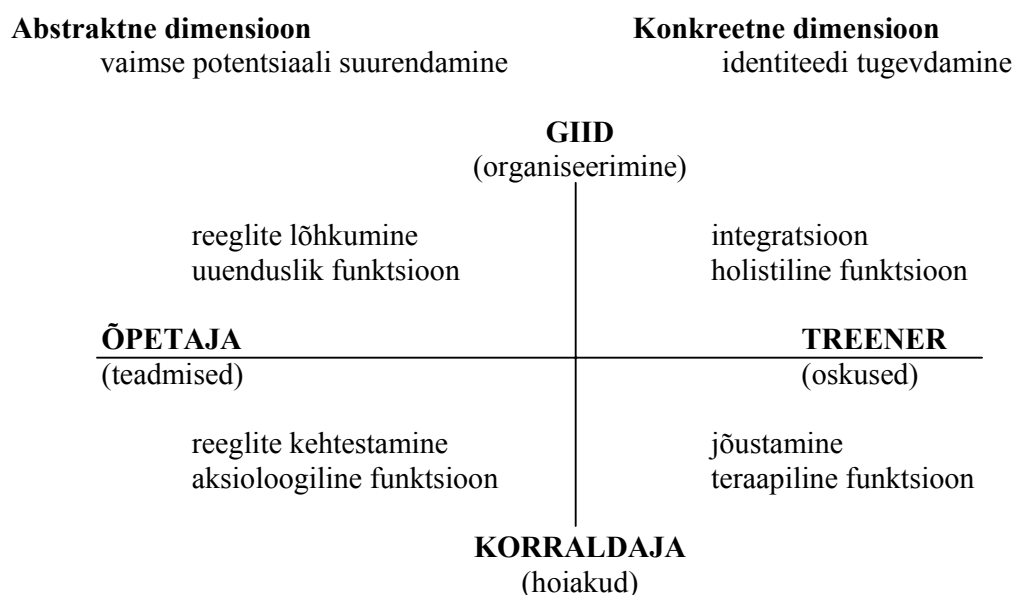 Abstraktne dimensioon Konkreetne dimensioon
vaimse potentsiaali suurendamine identiteedi tugevdamine
GIID
(organiseerimine)
reeglite lõhkumine integratsioon
uuenduslik funktsioon holistiline funktsioon
ÕPETAJA TREENER
(teadmised) (oskused)
reeglite kehtestamine jõustamine
aksioloogiline funktsioon teraapiline funktsioon
KORRALDAJA
(hoiakud)